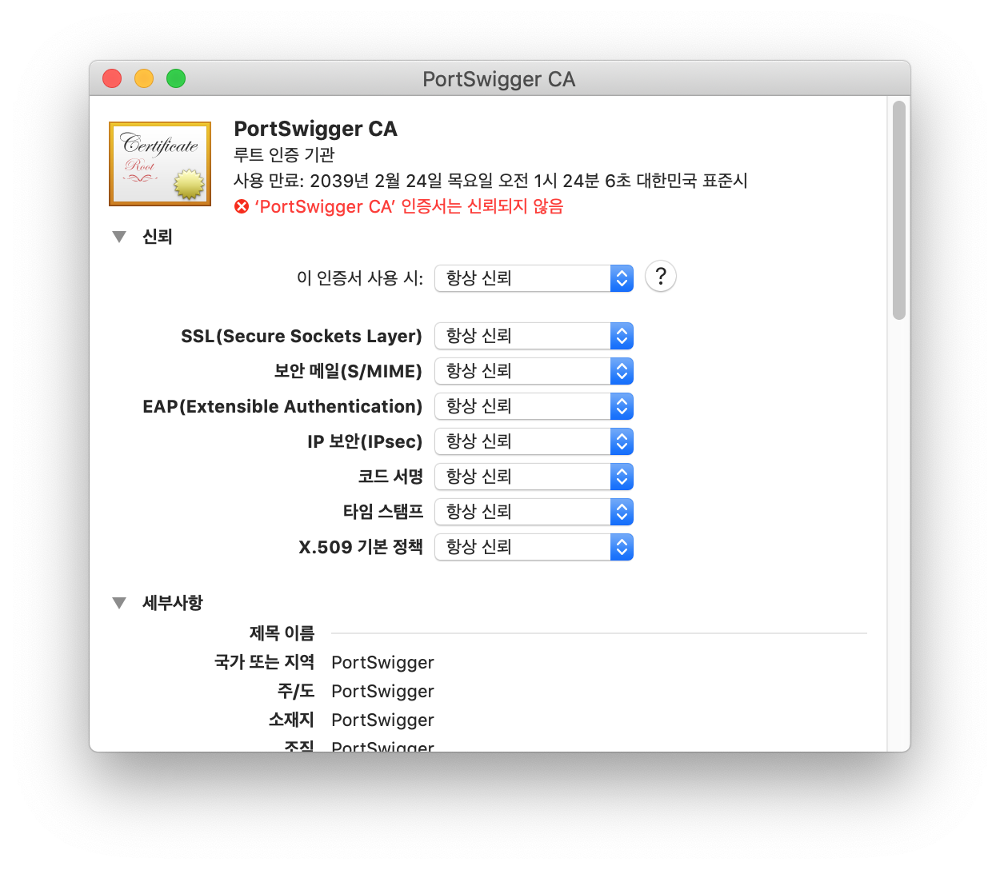 PortSwigger CA
Certificate
Root
PortSwigger CA
루트 인증 기관
사용 만료: 2039년 2월 24일 목요일 오전 1시 24분 6초 대한민국 표준시
‘PortSwigger CA’ 인증서는 신뢰되지 않음
신뢰
이 인증서 사용 시: 항상 신뢰 ?
SSL(Secure Sockets Layer) 항상 신뢰
보안 메일(S/MIME) 항상 신뢰
EAP(Extensible Authentication) 항상 신뢰
IP 보안(IPsec) 항상 신뢰
코드 서명 항상 신뢰
타임 스탬프 항상 신뢰
X.509 기본 정책 항상 신뢰
세부사항
제목 이름
국가 또는 지역 PortSwigger
주/도 PortSwigger
소재지 PortSwigger
조직 PortSwigger